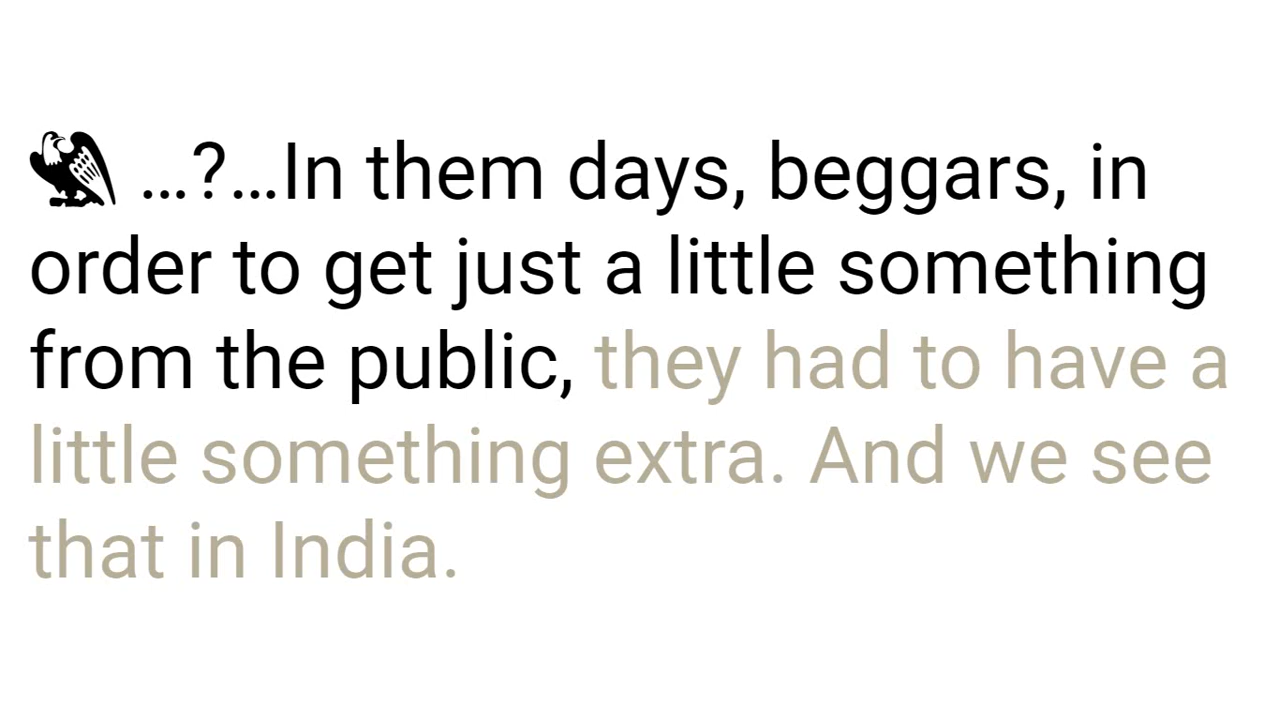 …?…In them days, beggars, in
order to get just a little something
from the public, they had to have a
little something extra. And we see
that in India.